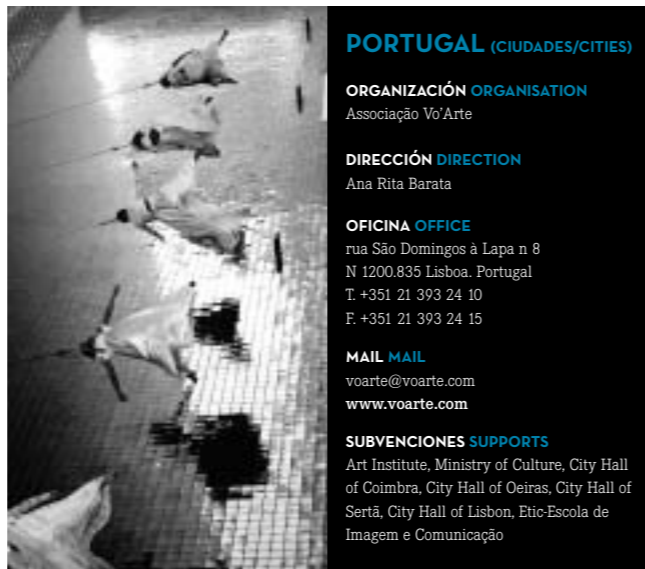 PORTUGAL (CIUDADES/CITIES)
ORGANIZACIÓN ORGANISATION
Associação Vo'Arte
DIRECCIÓN DIRECTION
Ana Rita Barata
OFICINA OFFICE
rua São Domingos à Lapa n 8
N 1200.835 Lisboa. Portugal
T. +351 21 393 24 10
F. +351 21 393 24 15
MAIL MAIL
voarte@voarte.com
www.voarte.com
SUBVENCIONES SUPPORTS
Art Institute, Ministry of Culture, City Hall
of Coimbra, City Hall of Oeiras, City Hall of
Sertã, City Hall of Lisbon, Etic-Escola de
Imagem e Comunicação